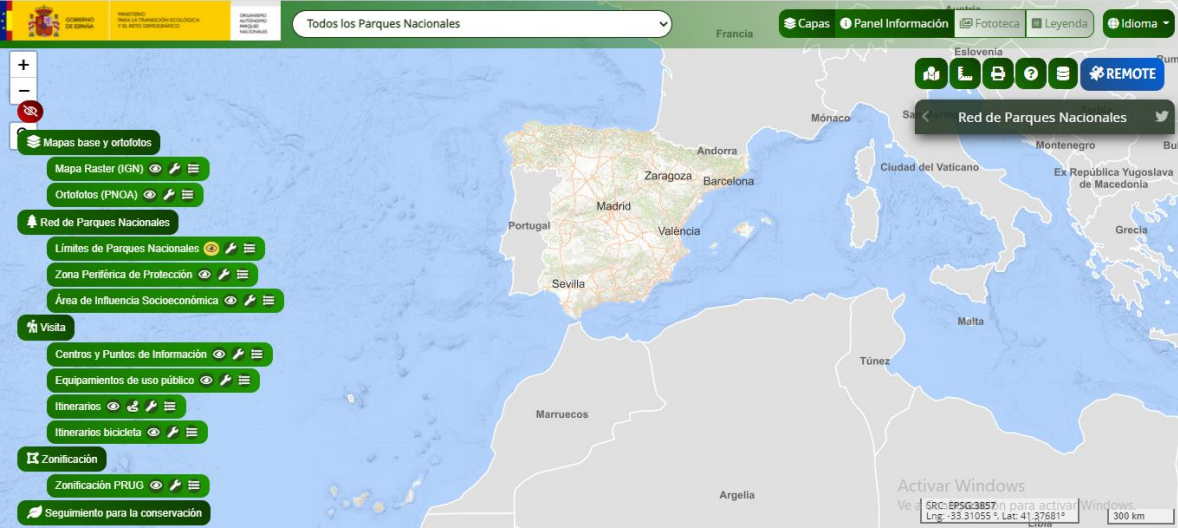 GOBIERNO
DE ESPAÑA
MINISTERIO
PARA LA TRANSICIÓN ECOLÓGICA
Y EL RETO DEMOGRÁFICO
ORGANISMO
AUTÓNOMO
PARQUES
NACIONALES
Todos los Parques Nacionales
Capas
Panel Información
Fototeca
Leyenda
Idioma
+
−
REMOTE
Red de Parques Nacionales
Mapas base y ortofotos
Mapa Raster (IGN)
Ortofotos (PNOA)
Red de Parques Nacionales
Límites de Parques Nacionales
Zona Periférica de Protección
Área de Influencia Socioeconómica
Visita
Centros y Puntos de Información
Equipamientos de uso público
Itinerarios
Itinerarios bicicleta
Zonificación
Zonificación PRUG
Seguimiento para la conservación
Austria
Francia
Eslovenia
Mónaco
Andorra
Zaragoza
Barcelona
Madrid
Portugal
València
Sevilla
Ciudad del Vaticano
Montenegro
Ex República Yugoslava
de Macedonia
Grecia
Malta
Túnez
Marruecos
Argelia
Libia
Activar Windows
SRC: EPSG:3857
Lng: -33.31055 º, Lat: 41.37681º
para activar Windows.
300 km